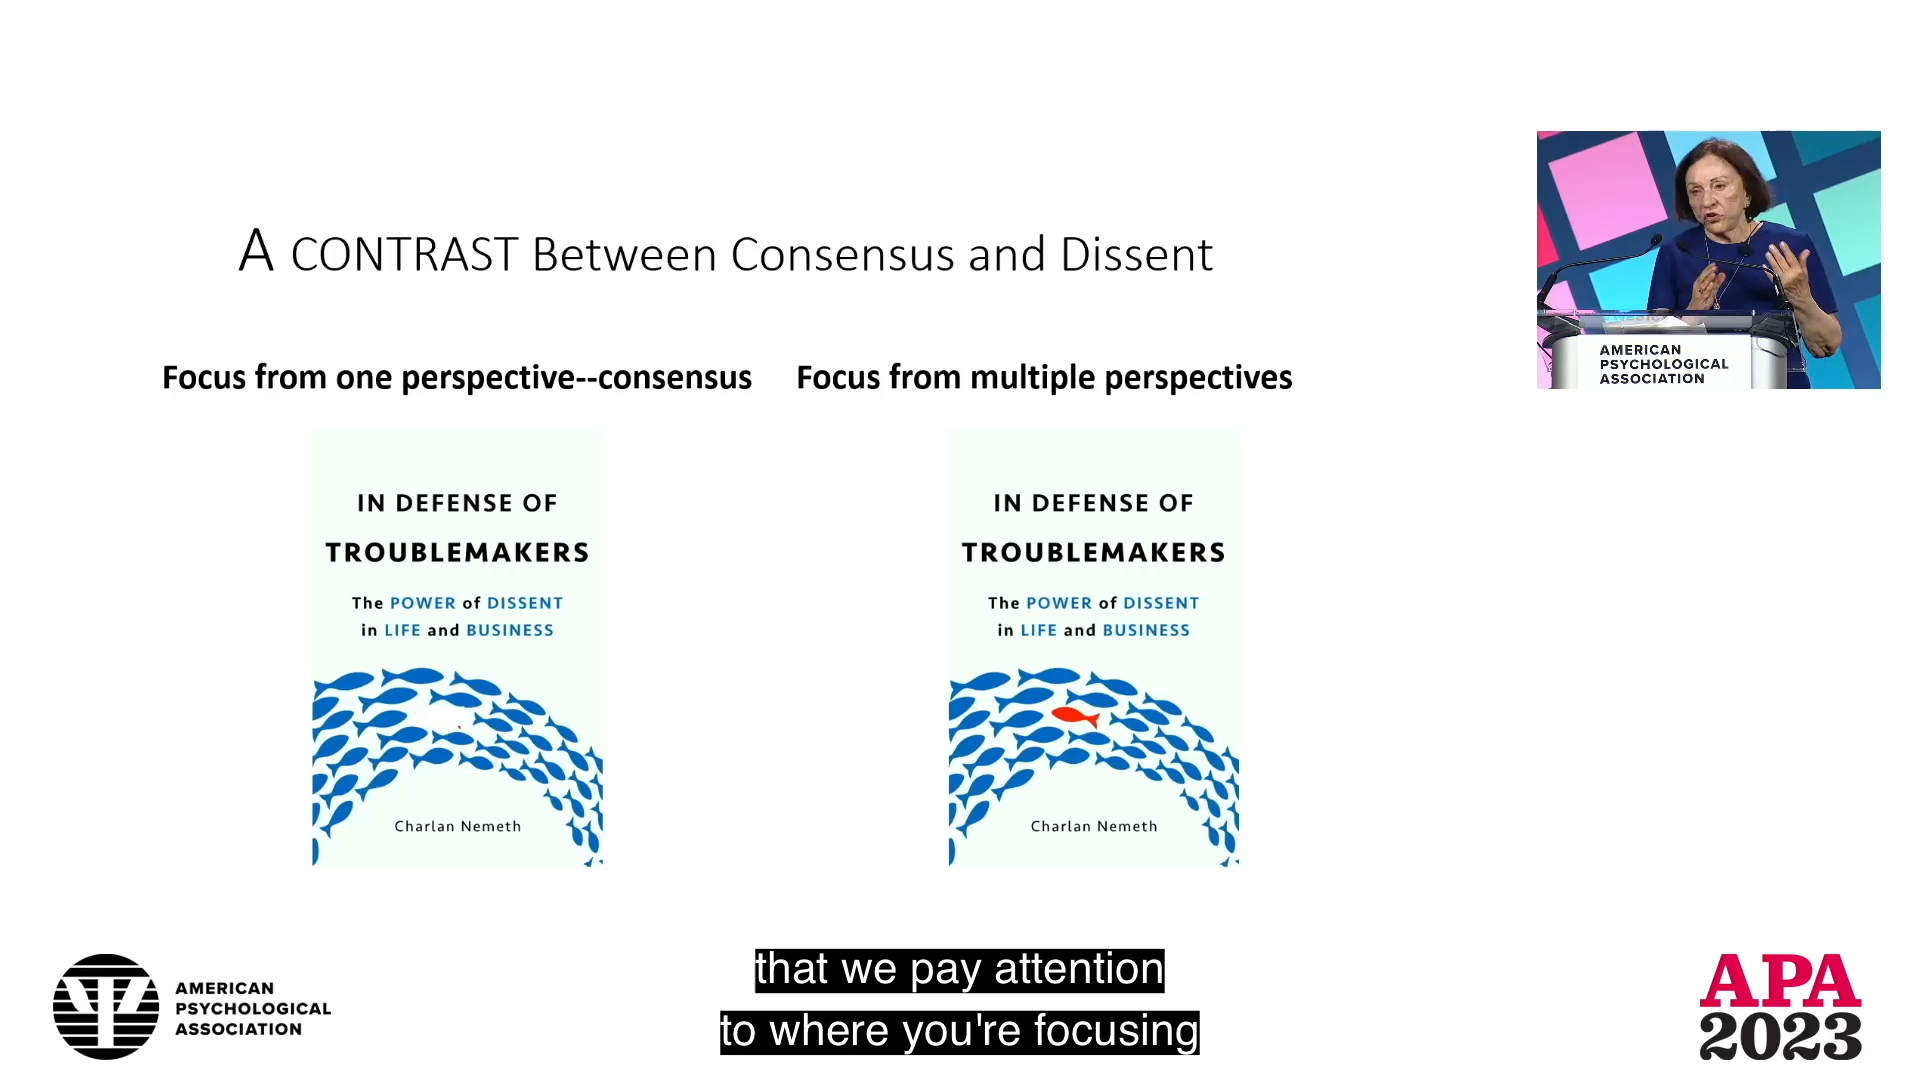 A CONTRAST Between Consensus and Dissent
Focus from one perspective--consensus
Focus from multiple perspectives
IN DEFENSE OF
TROUBLEMAKERS
The POWER of DISSENT
in LIFE and BUSINESS
Charlan Nemeth
IN DEFENSE OF
TROUBLEMAKERS
The POWER of DISSENT
in LIFE and BUSINESS
Charlan Nemeth
AMERICAN
PSYCHOLOGICAL
ASSOCIATION
that we pay attention
to where you're focusing
AMERICAN
PSYCHOLOGICAL
ASSOCIATION
APA
2023